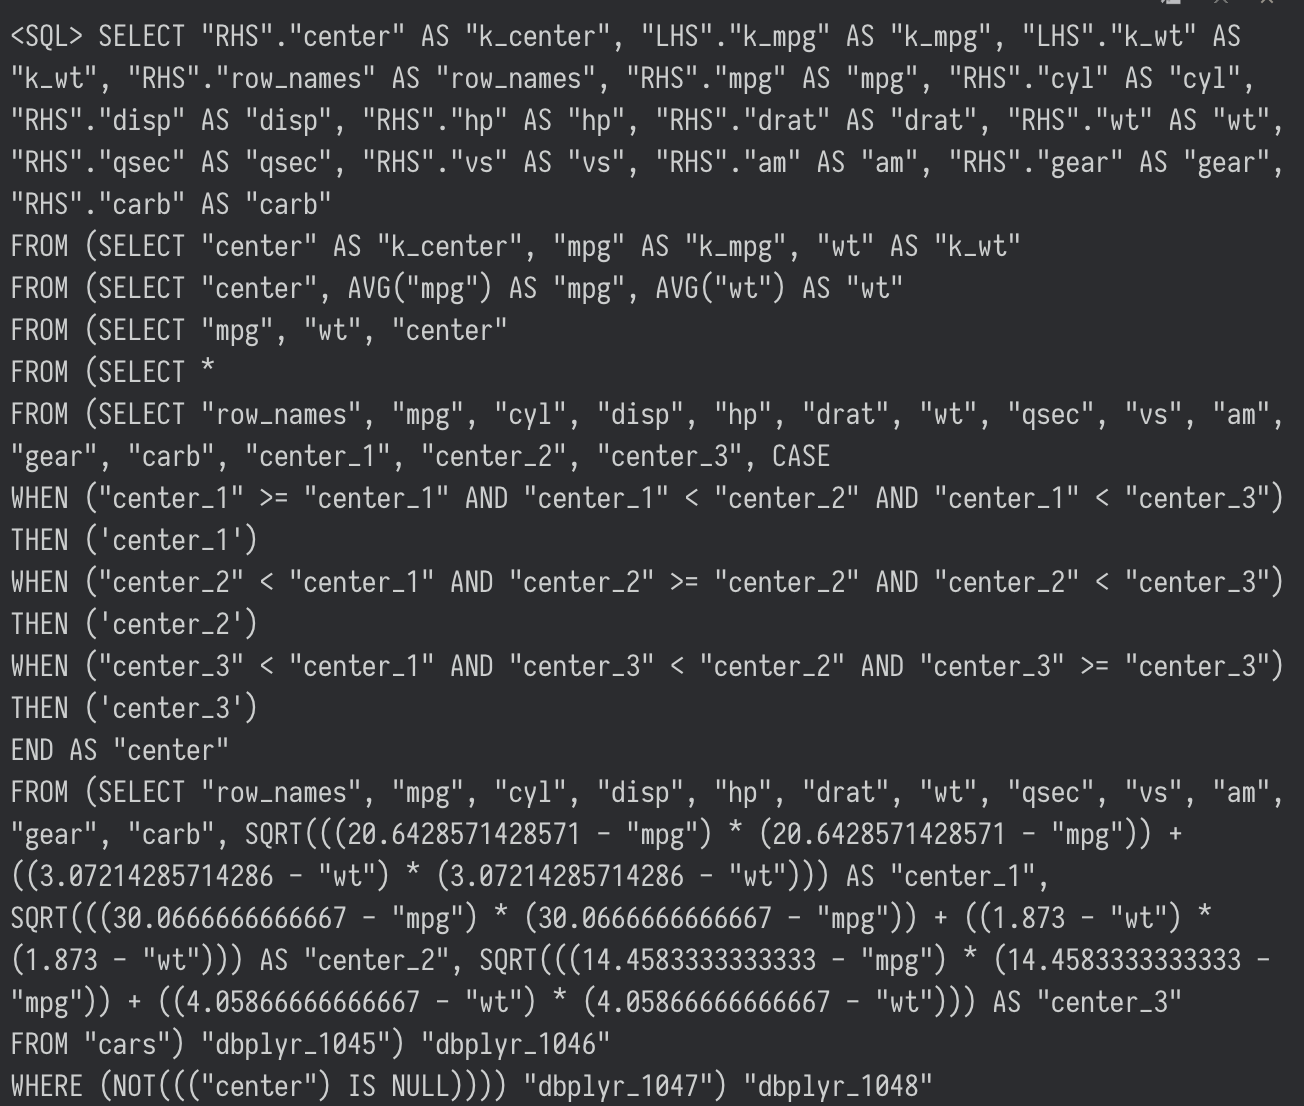 <SQL> SELECT "RHS"."center" AS "k_center", "LHS"."k_mpg" AS "k_mpg", "LHS"."k_wt" AS
"k_wt", "RHS"."row_names" AS "row_names", "RHS"."mpg" AS "mpg", "RHS"."cyl" AS "cyl",
"RHS"."disp" AS "disp", "RHS"."hp" AS "hp", "RHS"."drat" AS "drat", "RHS"."wt" AS "wt",
"RHS"."qsec" AS "qsec", "RHS"."vs" AS "vs", "RHS"."am" AS "am", "RHS"."gear" AS "gear",
"RHS"."carb" AS "carb"
FROM (SELECT "center" AS "k_center", "mpg" AS "k_mpg", "wt" AS "k_wt"
FROM (SELECT "center", AVG("mpg") AS "mpg", AVG("wt") AS "wt"
FROM (SELECT "mpg", "wt", "center"
FROM (SELECT *
FROM (SELECT "row_names", "mpg", "cyl", "disp", "hp", "drat", "wt", "qsec", "vs", "am",
"gear", "carb", "center_1", "center_2", "center_3", CASE
WHEN ("center_1" >= "center_1" AND "center_1" < "center_2" AND "center_1" < "center_3")
THEN ('center_1')
WHEN ("center_2" < "center_1" AND "center_2" >= "center_2" AND "center_2" < "center_3")
THEN ('center_2')
WHEN ("center_3" < "center_1" AND "center_3" < "center_2" AND "center_3" >= "center_3")
THEN ('center_3')
END AS "center"
FROM (SELECT "row_names", "mpg", "cyl", "disp", "hp", "drat", "wt", "qsec", "vs", "am",
"gear", "carb", SQRT(((20.6428571428571 - "mpg") * (20.6428571428571 - "mpg")) +
((3.07214285714286 - "wt") * (3.07214285714286 - "wt"))) AS "center_1",
SQRT(((30.0666666666667 - "mpg") * (30.0666666666667 - "mpg")) + ((1.873 - "wt") *
(1.873 - "wt"))) AS "center_2", SQRT(((14.4583333333333 - "mpg") * (14.4583333333333 -
"mpg")) + ((4.05866666666667 - "wt") * (4.05866666666667 - "wt"))) AS "center_3"
FROM "cars") "dbplyr_1045") "dbplyr_1046"
WHERE (NOT((("center") IS NULL)))) "dbplyr_1047") "dbplyr_1048"